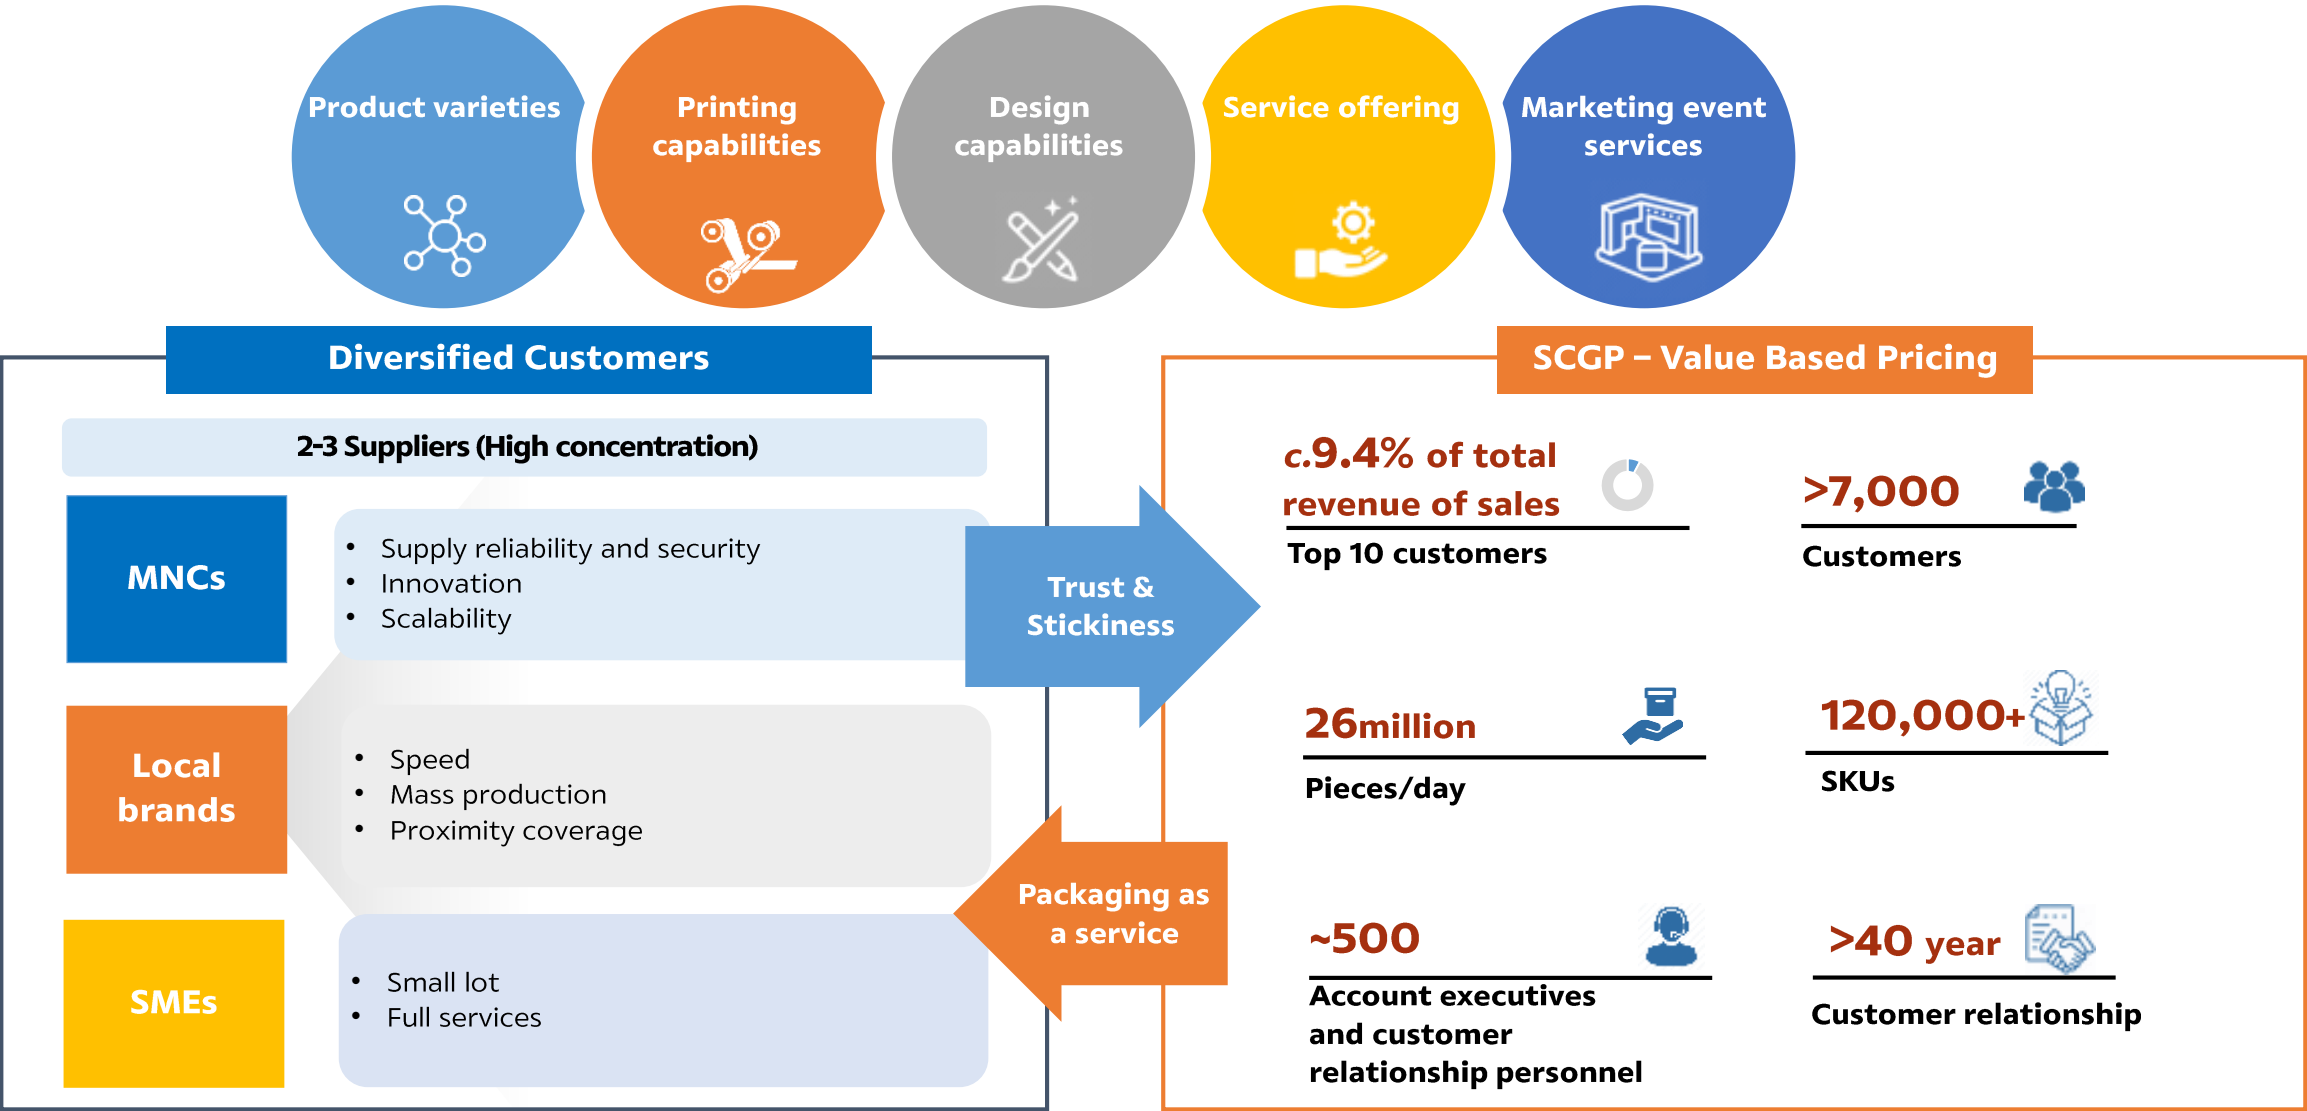 Product varieties
Printing
capabilities
Design
capabilities
Service offering
Marketing event
services
Diversified Customers
2-3 Suppliers (High concentration)
MNCs
• Supply reliability and security
• Innovation
• Scalability
Local
brands
• Speed
• Mass production
• Proximity coverage
SMEs
• Small lot
• Full services
Trust &
Stickiness
Packaging as
a service
SCGP – Value Based Pricing
c.9.4% of total
revenue of sales
Top 10 customers
>7,000
Customers
26million
Pieces/day
120,000+
SKUs
~500
Account executives
and customer
relationship personnel
>40 year
Customer relationship